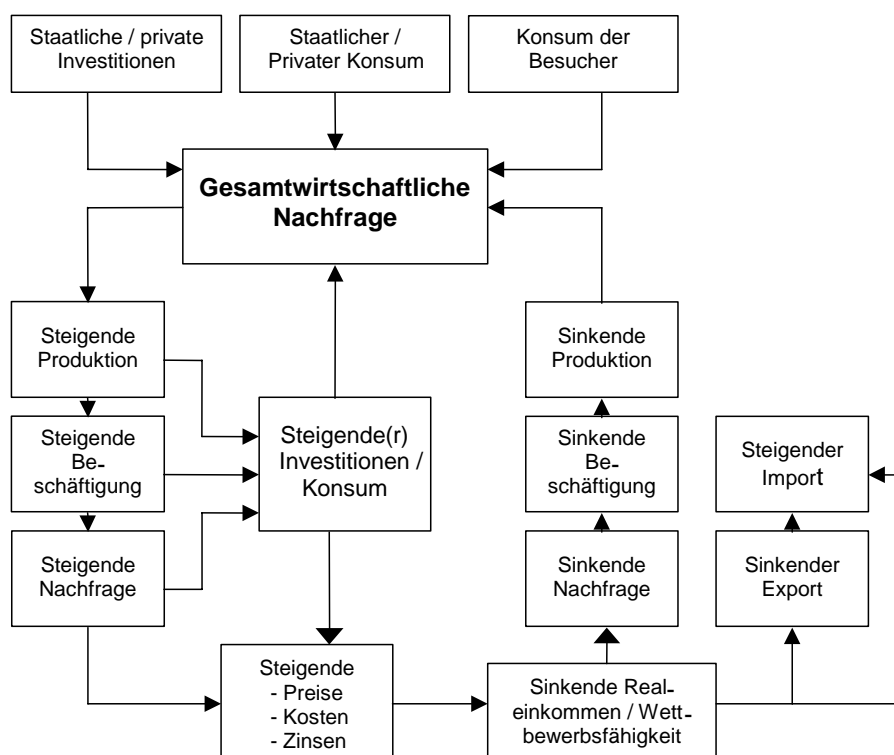 Staatliche / private
Investitionen
Staatlicher /
Privater Konsum
Konsum der
Besucher
Gesamtwirtschaftliche
Nachfrage
Steigende
Produktion
Steigende
Be-
schäftigung
Steigende
Nachfrage
Steigende(r)
Investitionen /
Konsum
Sinkende
Produktion
Sinkende
Be-
schäftigung
Sinkende
Nachfrage
Steigender
Import
Sinkender
Export
Steigende
- Preise
- Kosten
- Zinsen
Sinkende Real-
einkommen / Wett-
bewerbsfähigkeit